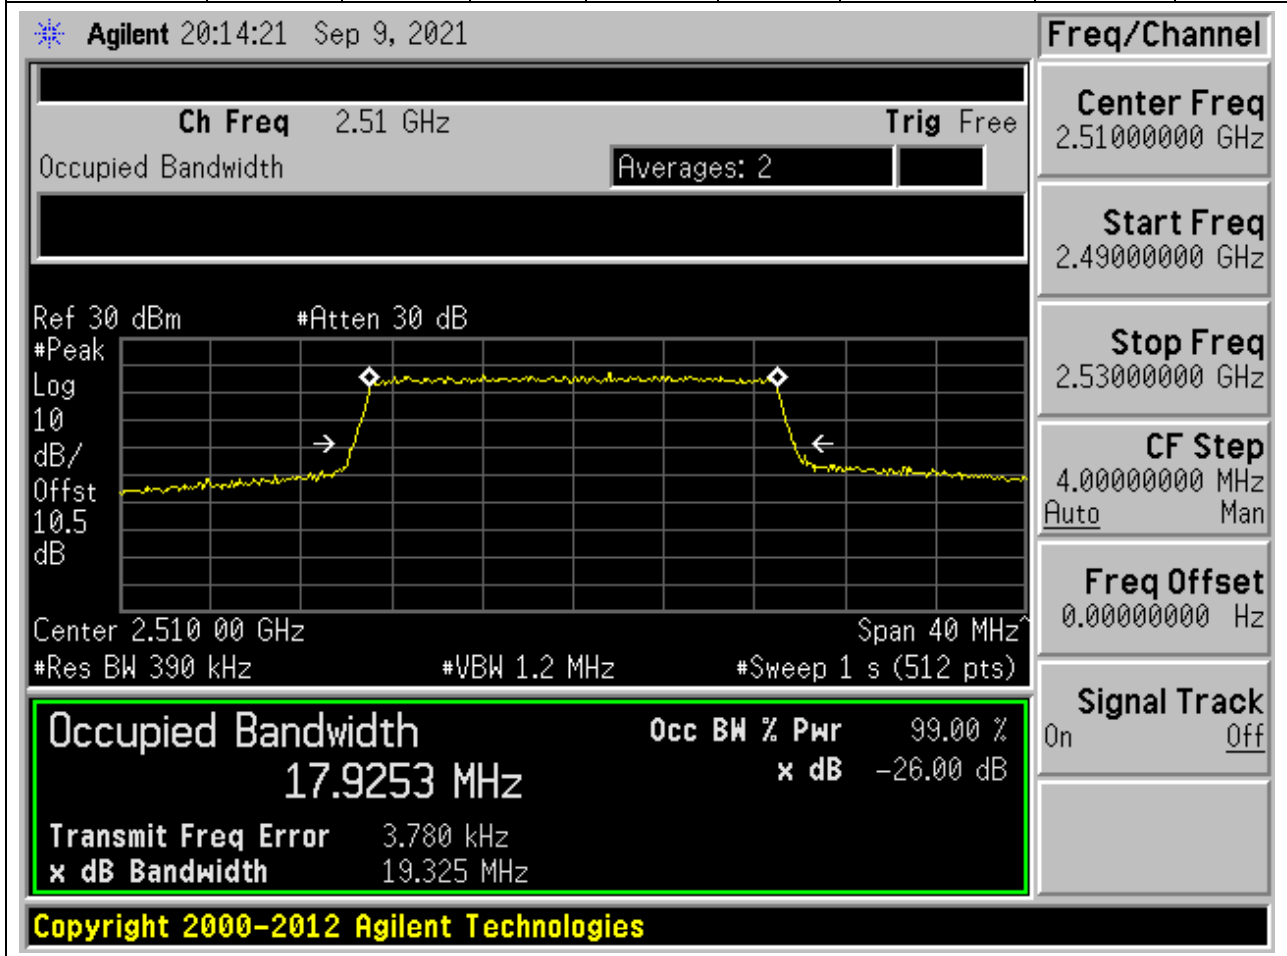 Agilent 20:14:21 Sep 9, 2021
Freq/Channel
Ch Freq 2.51 GHz Trig Free
Occupied Bandwidth Averages: 2
Center Freq
2.51000000 GHz
Start Freq
2.49000000 GHz
Stop Freq
2.53000000 GHz
CF Step
4.00000000 MHz
Auto Man
Freq Offset
0.00000000 Hz
Signal Track
On Off
Ref 30 dBm #Atten 30 dB
#Peak
Log
10
dB/
Offst
10.5
dB
Center 2.510 00 GHz Span 40 MHz^
#Res BW 390 kHz #VBW 1.2 MHz #Sweep 1 s (512 pts)
Occupied Bandwidth Occ BW % Pwr 99.00 %
17.9253 MHz x dB -26.00 dB
Transmit Freq Error 3.780 kHz
x dB Bandwidth 19.325 MHz
Copyright 2000-2012 Agilent Technologies